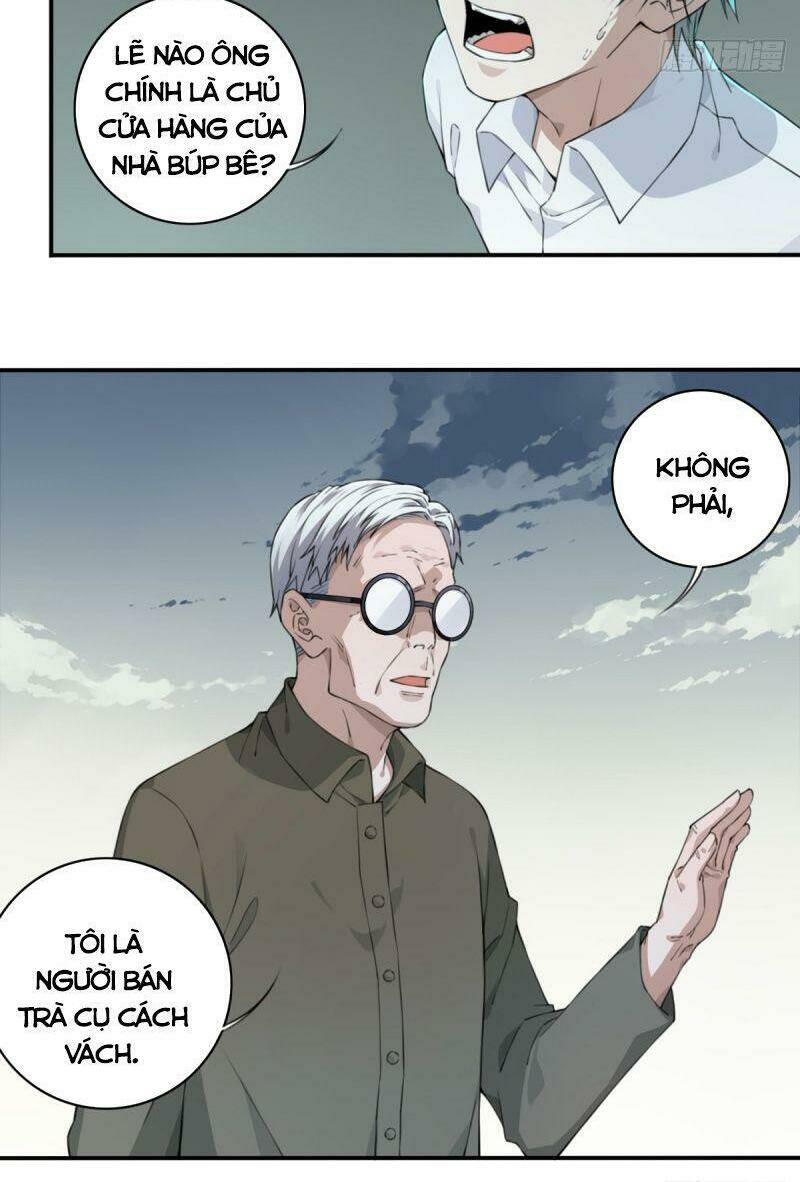 LẼ NÀO ÔNG
CHÍNH LÀ CHỦ
CỬA HÀNG CỦA
NHÀ BÚP BÊ?
KHÔNG
PHẢI,
TÔI LÀ
NGƯỜI BÁN
TRÀ CỤ CÁCH
VÁCH.